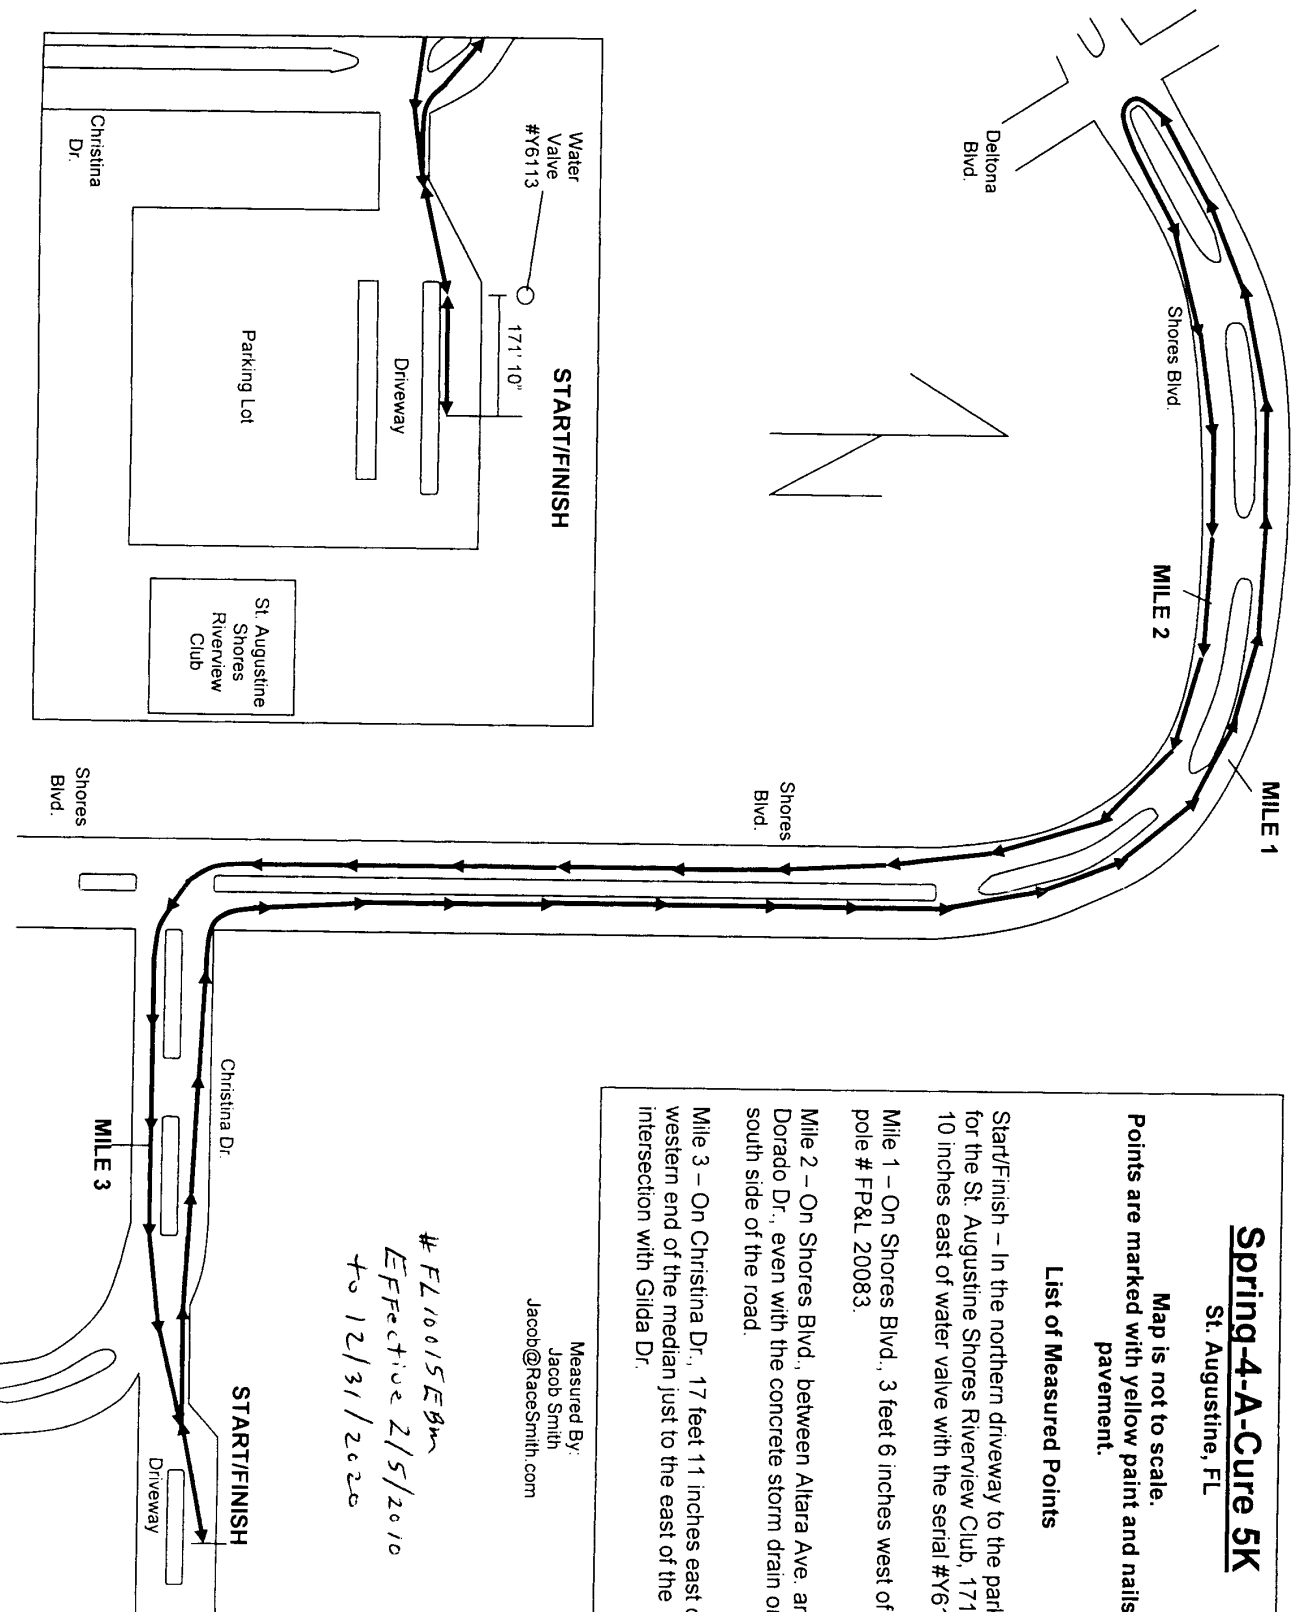 Spring-4-A-Cure 5K
St. Augustine, FL
Map is not to scale.
Points are marked with yellow paint and nails
pavement.
List of Measured Points
Start/Finish – In the northern driveway to the
for the St. Augustine Shores Riverview Club, 171
10 inches east of water valve with the serial
Mile 1 – On Shores Blvd., 3 feet 6 inches west of
pole # FP&L 20083.
Mile 2 – On Shores Blvd., between Altara Ave.
Dorado Dr., even with the concrete storm drain
south side of the road.
Mile 3 – On Christina Dr., 17 feet 11 inches east
western end of the median just to the east of the
intersection with Gilda Dr.
Measured By:
Jacob Smith
Jacob@RaceSmith.com
# FL10015EBM
Effective 2/5/2010
to 12/31/2020
MILE 1
MILE 2
MILE 3
START/FINISH
Driveway
Christina Dr.
Shores
Blvd.
Shores
Blvd.
Shores Blvd.
Deltona
Blvd.
N
START/FINISH
Water
Valve
#Y6113
171' 10"
Driveway
Parking Lot
Christina
Dr.
St. Augustine
Shores
Riverview
Club